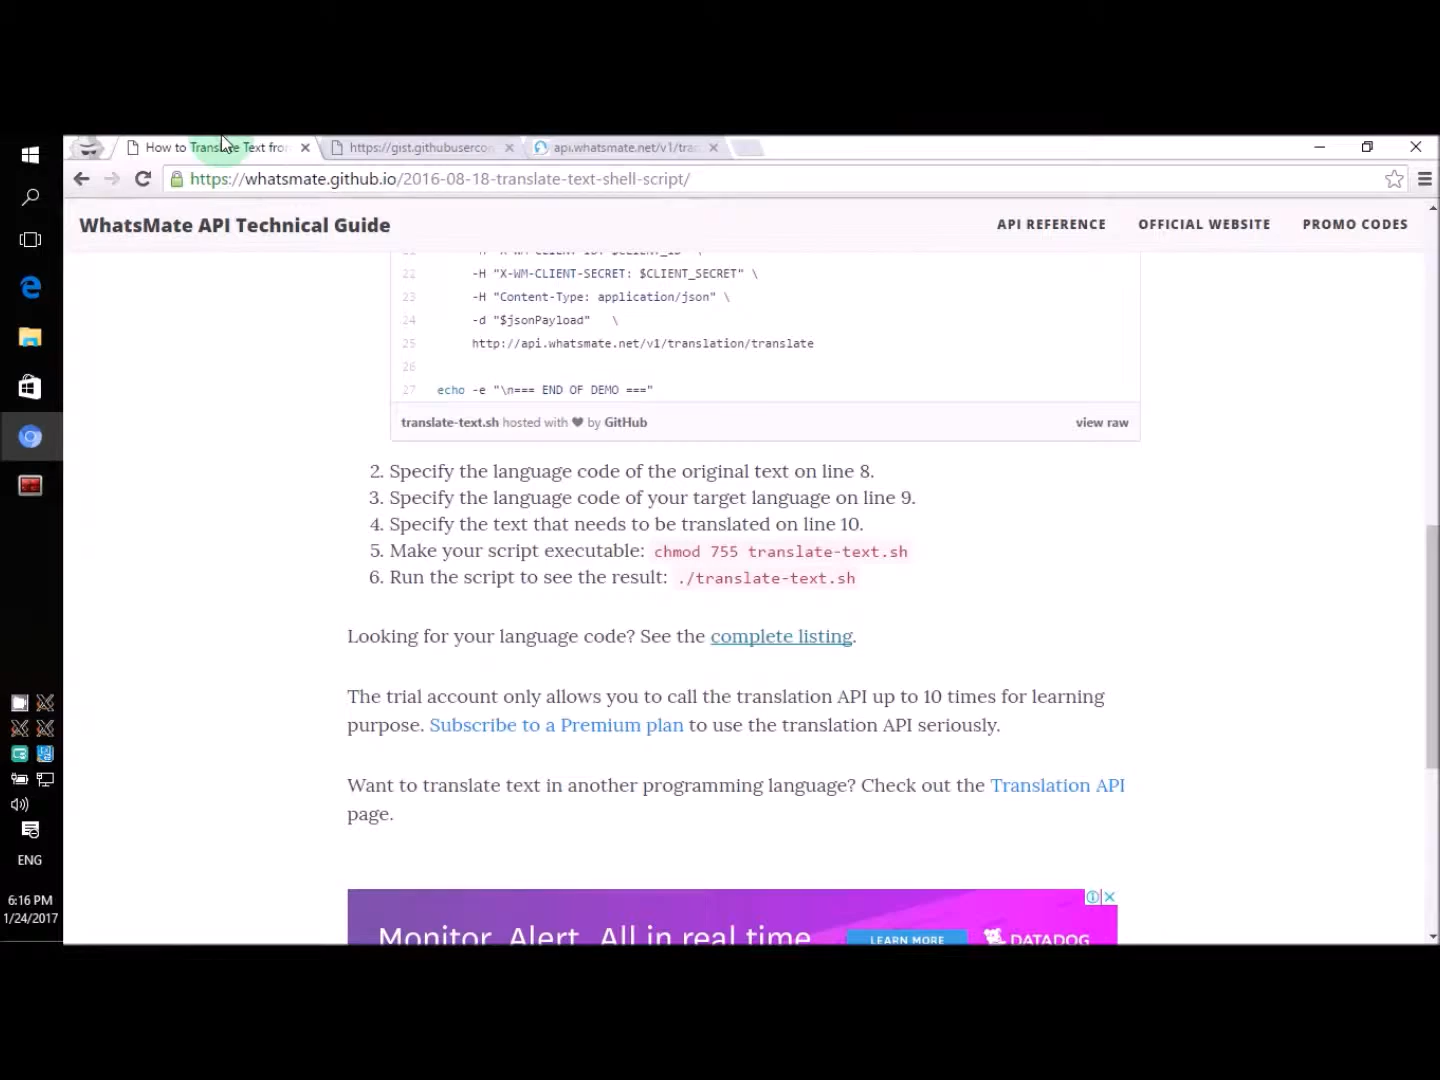 How to Translate Text fron
https://gist.githubuserco
api.whatsmate.net/v1/tra
https://whatsmate.github.io/2016-08-18-translate-text-shell-script/
WhatsMate API Technical Guide
API REFERENCE
OFFICIAL WEBSITE
PROMO CODES
22 -H "X-WM-CLIENT-SECRET: $CLIENT_SECRET" \
23 -H "Content-Type: application/json" \
24 -d "$jsonPayload" \
25 http://api.whatsmate.net/v1/translation/translate
26
27 echo -e "\n=== END OF DEMO ==="
translate-text.sh hosted with ❤ by GitHub
view raw
2. Specify the language code of the original text on line 8.
3. Specify the language code of your target language on line 9.
4. Specify the text that needs to be translated on line 10.
5. Make your script executable: chmod 755 translate-text.sh
6. Run the script to see the result: ./translate-text.sh
Looking for your language code? See the complete listing.
The trial account only allows you to call the translation API up to 10 times for learning
purpose. Subscribe to a Premium plan to use the translation API seriously.
Want to translate text in another programming language? Check out the Translation API
page.
Monitor. Alert. All in real time
LEARN MORE
DATADOG
ENG
6:16 PM
1/24/2017